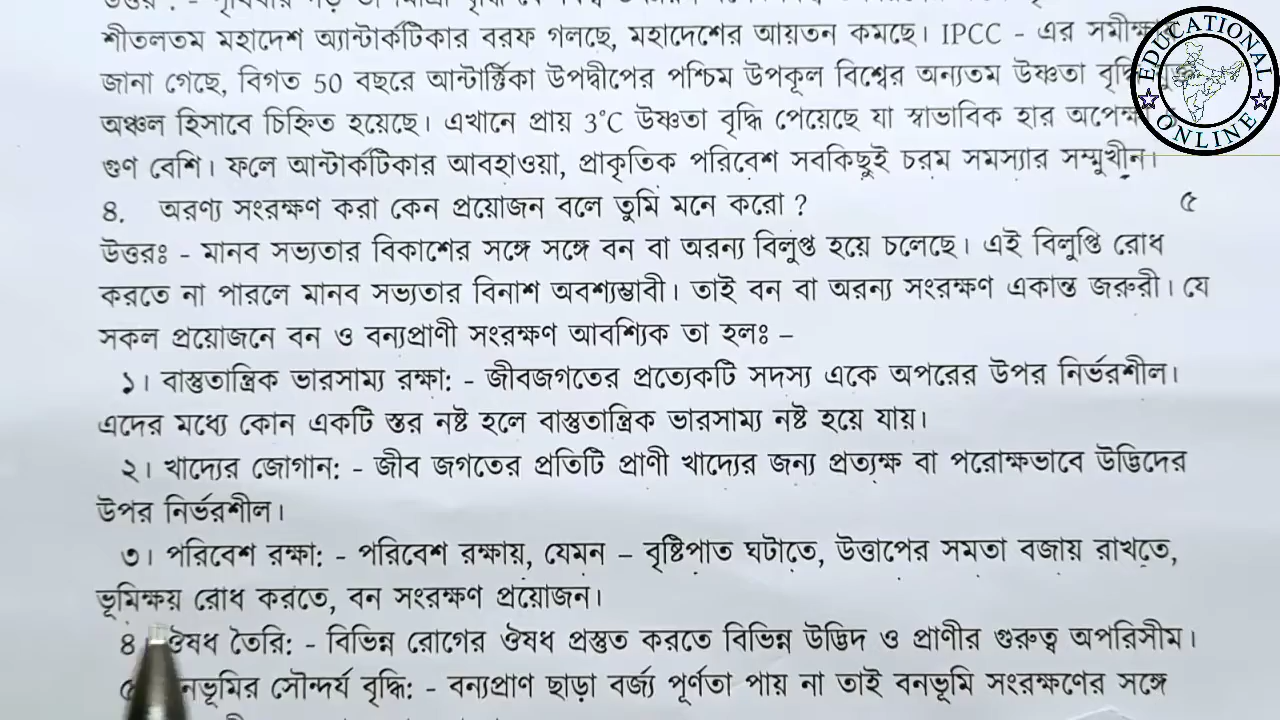 শীতলতম মহাদেশ অ্যান্টার্কটিকার বরফ গলছে, মহাদেশের আয়তন কমছে। IPCC - এর
জানা গেছে, বিগত 50 বছরে আন্টার্ক্টিকা উপদ্বীপের পশ্চিম উপকূল বিশ্বের অন্যতম উষ্ণতা
অঞ্চল হিসাবে চিহ্নিত হয়েছে। এখানে প্রায় 3°C উষ্ণতা বৃদ্ধি পেয়েছে যা স্বাভাবিক হার
গুণ বেশি। ফলে আন্টার্কটিকার আবহাওয়া, প্রাকৃতিক পরিবেশ সবকিছুই চরম সমস্যার সম্মুখীন।
8. অরণ্য সংরক্ষণ করা কেন প্রয়োজন বলে তুমি মনে করো ? ৫
উত্তরঃ - মানব সভ্যতার বিকাশের সঙ্গে সঙ্গে বন বা অরন্য বিলুপ্ত হয়ে চলেছে। এই বিলুপ্তি রোধ
করতে না পারলে মানব সভ্যতার বিনাশ অবশ্যম্ভাবী। তাই বন বা অরন্য সংরক্ষণ একান্ত জরুরী। যে
সকল প্রয়োজনে বন ও বন্যপ্রাণী সংরক্ষণ আবশ্যিক তা হলঃ –
১। বাস্তুতান্ত্রিক ভারসাম্য রক্ষা: - জীবজগতের প্রত্যেকটি সদস্য একে অপরের উপর নির্ভরশীল।
এদের মধ্যে কোন একটি স্তর নষ্ট হলে বাস্তুতান্ত্রিক ভারসাম্য নষ্ট হয়ে যায়।
২। খাদ্যের জোগান: - জীব জগতের প্রতিটি প্রাণী খাদ্যের জন্য প্রত্যক্ষ বা পরোক্ষভাবে উদ্ভিদের
উপর নির্ভরশীল।
৩। পরিবেশ রক্ষা: - পরিবেশ রক্ষায়, যেমন – বৃষ্টিপাত ঘটাতে, উত্তাপের সমতা বজায় রাখতে,
ভূমিক্ষয় রোধ করতে, বন সংরক্ষণ প্রয়োজন।
৪। ঔষধ তৈরি: - বিভিন্ন রোগের ঔষধ প্রস্তুত করতে বিভিন্ন উদ্ভিদ ও প্রাণীর গুরুত্ব অপরিসীম।
সৌন্দর্য বৃদ্ধি: - বন্যপ্রাণ ছাড়া বর্জ্য পূর্ণতা পায় না তাই বনভূমি সংরক্ষণের সঙ্গে
EDUCATIONAL
ONLINE